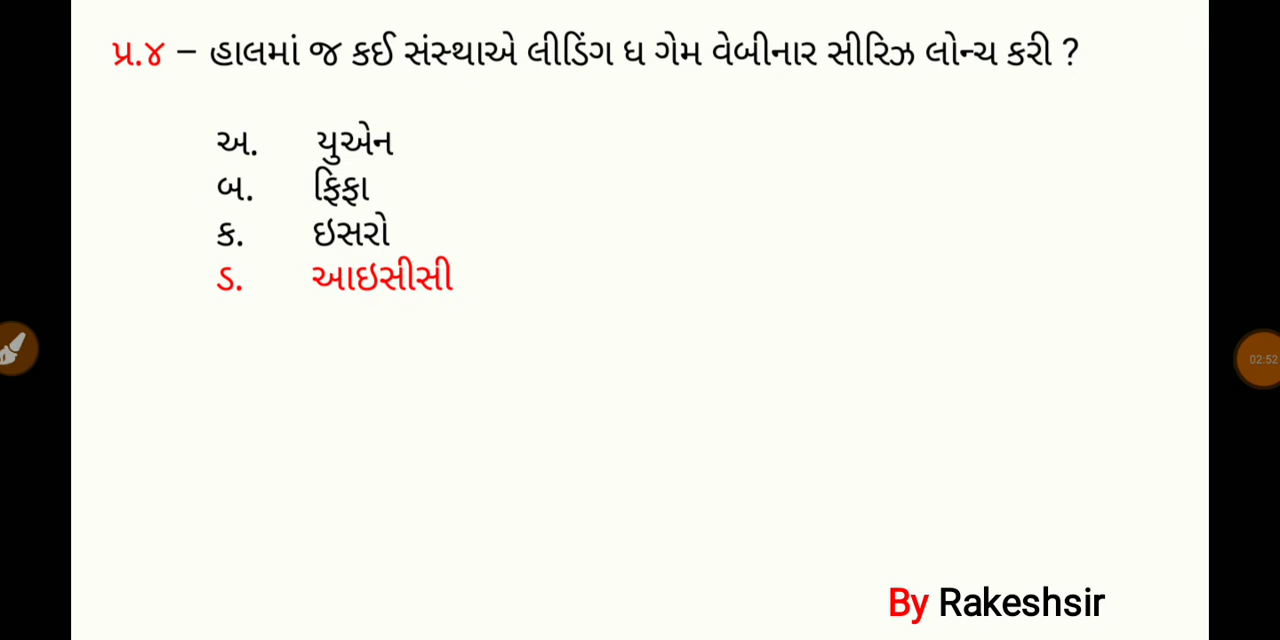 પ્ર.૪ – હાલમાં જ કઈ સંસ્થાએ લીડિંગ ધ ગેમ વેબીનાર સીરિઝ લોન્ચ કરી ?
અ. યુએન
બ. ફિફા
ક. ઇસરો
ડ. આઇસીસી
02:52
By Rakeshsir